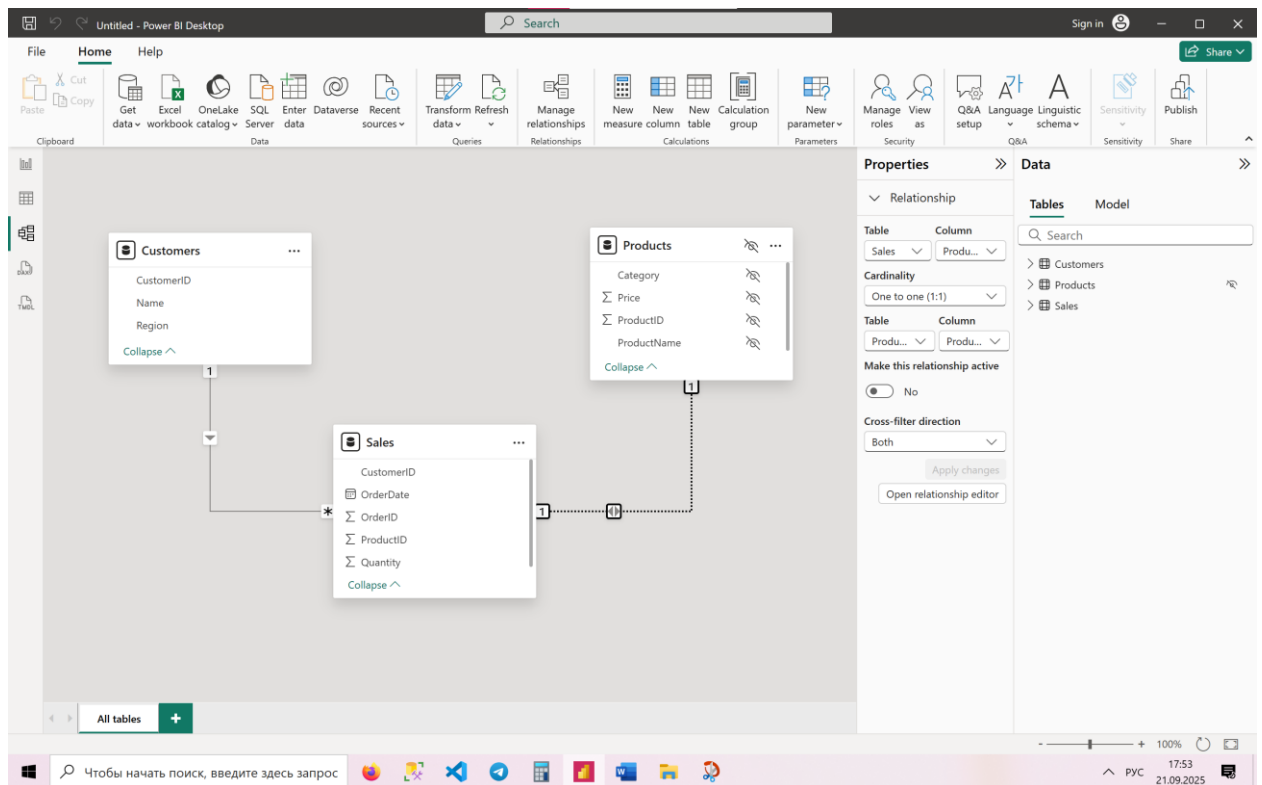 Untitled - Power BI Desktop
Search
Sign in
File Home Help
Share
Paste
Cut
Copy
Clipboard
Get data
Excel workbook
OneLake catalog
SQL Server
Enter data
Dataverse
Recent sources
Data
Transform data
Refresh
Queries
Manage relationships
Relationships
New measure
New column
New table
Calculation group
Calculations
New parameter
Parameters
Manage roles
View as
Security
Q&A setup
Language
Linguistic schema
Q&A
Sensitivity
Sensitivity
Publish
Share
Customers
CustomerID
Name
Region
Collapse
1
Products
Category
Price
ProductID
ProductName
Collapse
1
Sales
CustomerID
OrderDate
OrderID
ProductID
Quantity
Collapse
*
1
Properties
Relationship
Table Column
Sales Produ...
Cardinality
One to one (1:1)
Table Column
Produ... Produ...
Make this relationship active
No
Cross-filter direction
Both
Apply changes
Open relationship editor
Data
Tables Model
Search
Customers
Products
Sales
All tables
+
- + 100%
Чтобы начать поиск, введите здесь запрос
РУС
17:53
21.09.2025